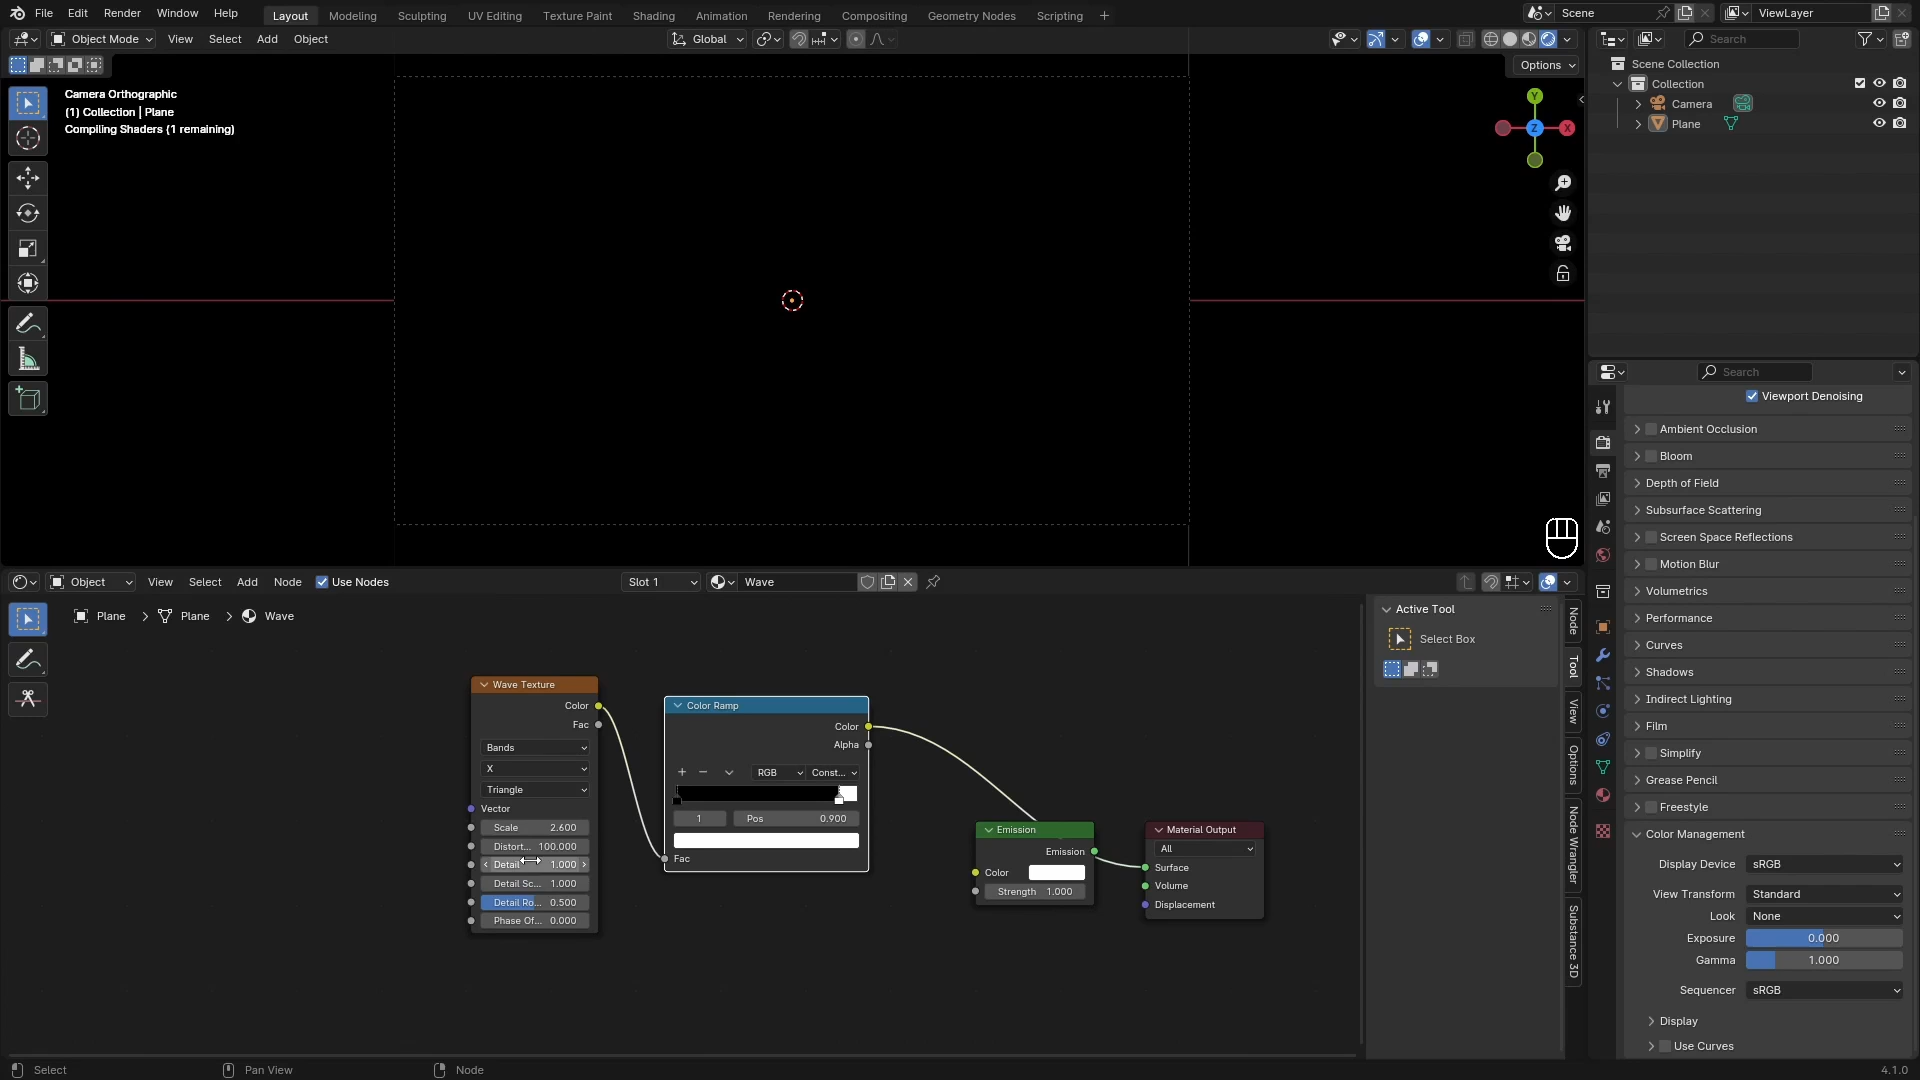 File Edit Render Window Help Layout Modeling Sculpting UV Editing Texture Paint Shading Animation Rendering Compositing Geometry Nodes Scripting + Scene ViewLayer
Object Mode View Select Add Object Global Search
Options
Camera Orthographic
(1) Collection | Plane
Compiling Shaders (1 remaining)
Y
Z X
Scene Collection
Collection
Camera
Plane
Search
Viewport Denoising
Ambient Occlusion
Bloom
Depth of Field
Subsurface Scattering
Screen Space Reflections
Motion Blur
Volumetrics
Performance
Curves
Shadows
Indirect Lighting
Film
Simplify
Grease Pencil
Freestyle
Color Management
Display Device sRGB
View Transform Standard
Look None
Exposure 0.000
Gamma 1.000
Sequencer sRGB
Display
Use Curves
Object View Select Add Node Use Nodes Slot 1 Wave
Plane > Plane > Wave
Active Tool
Select Box
Node
Tool
View
Options
Node Wrangler
Substance 3D
Wave Texture
Color
Fac
Bands
X
Triangle
Vector
Scale 2.600
Distort... 100.000
Detail 1.000
Detail Sc... 1.000
Detail Ro... 0.500
Phase Of... 0.000
Color Ramp
Color
Alpha
+ − RGB Const...
1 Pos 0.900
Fac
Emission
Emission
Color
Strength 1.000
Material Output
All
Surface
Volume
Displacement
Select Pan View Node 4.1.0